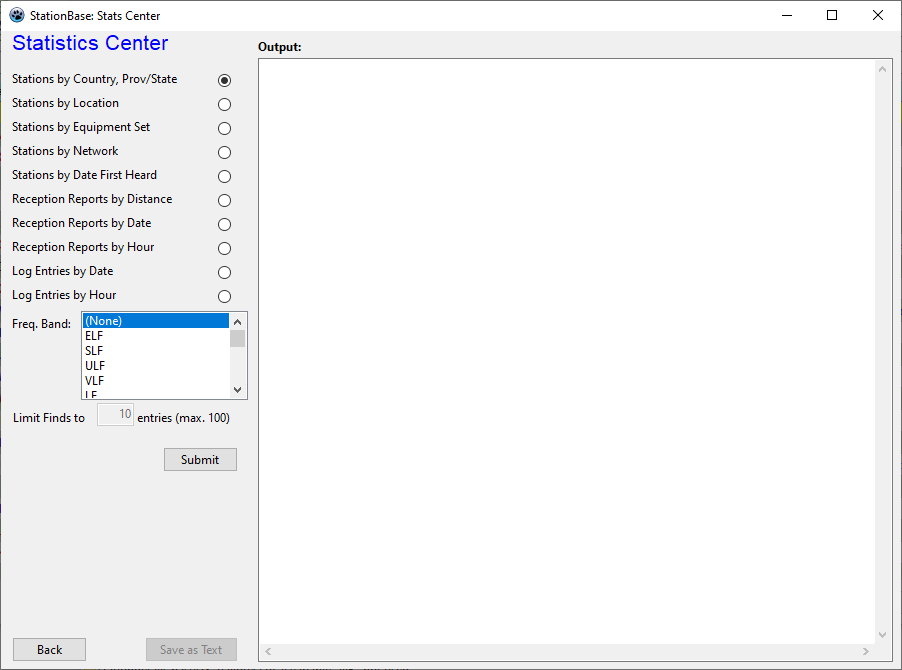 StationBase: Stats Center
Statistics Center
Output:
Stations by Country, Prov/State
Stations by Location
Stations by Equipment Set
Stations by Network
Stations by Date First Heard
Reception Reports by Distance
Reception Reports by Date
Reception Reports by Hour
Log Entries by Date
Log Entries by Hour
Freq. Band:
(None)
ELF
SLF
ULF
VLF
LF
Limit Finds to 10 entries (max. 100)
Submit
Back
Save as Text